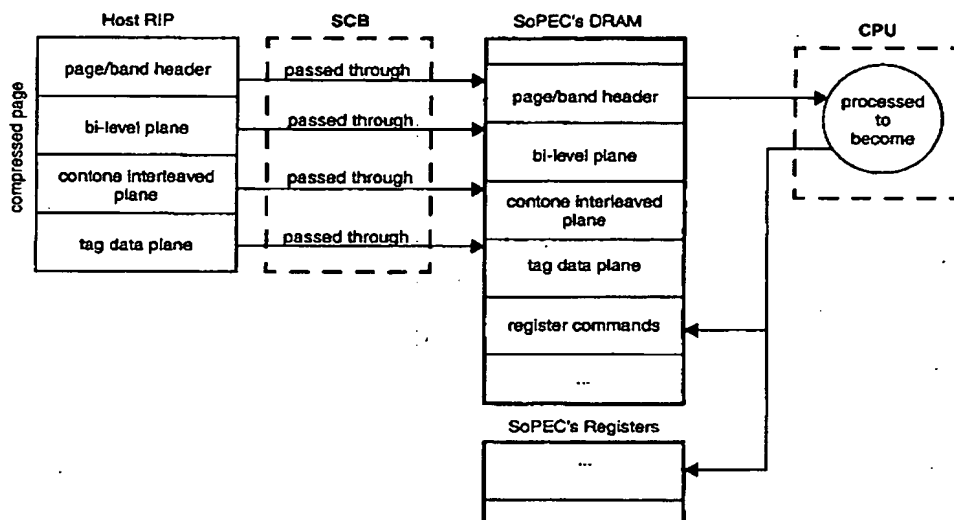 Host RIP
SCB
SoPEC's DRAM
CPU
compressed page
page/band header
bi-level plane
contone interleaved
plane
tag data plane
passed through
passed through
passed through
passed through
page/band header
bi-level plane
contone interleaved
plane
tag data plane
register commands
...
processed
to
become
SoPEC's Registers
...